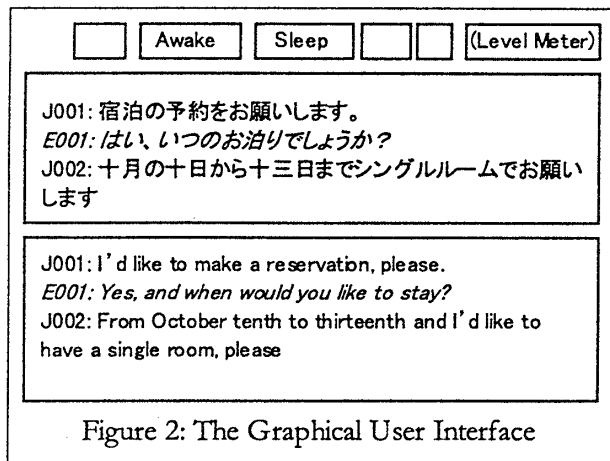 Awake Sleep (Level Meter)
J001: 宿泊の予約をお願いします。
E001: はい、いつのお泊りでしょうか?
J002: 十月の十日から十三日までシングルルームでお願い
します
J001: I'd like to make a reservation, please.
E001: Yes, and when would you like to stay?
J002: From October tenth to thirteenth and I'd like to
have a single room, please
Figure 2: The Graphical User Interface